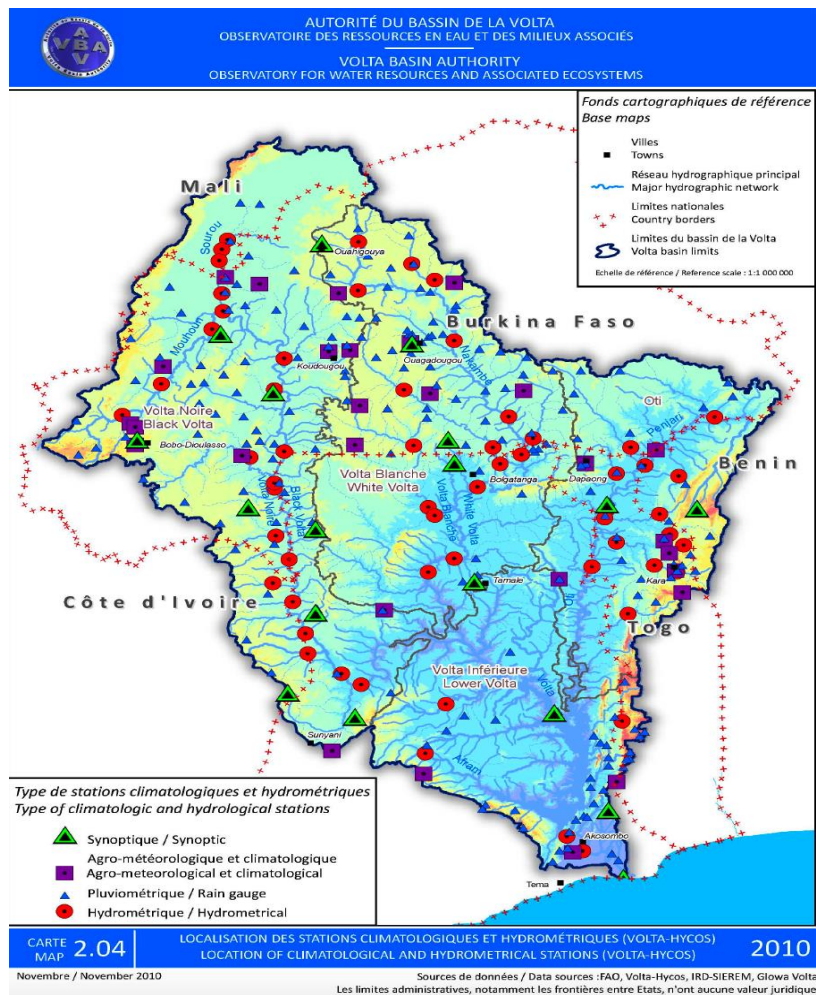 AUTORITÉ DU BASSIN DE LA VOLTA
OBSERVATOIRE DES RESSOURCES EN EAU ET DES MILIEUX ASSOCIÉS
VOLTA BASIN AUTHORITY
OBSERVATORY FOR WATER RESOURCES AND ASSOCIATED ECOSYSTEMS
Fonds cartographiques de référence
Base maps
Villes
Towns
Réseau hydrographique principal
Major hydrographic network
Limites nationales
Country borders
Limites du bassin de la Volta
Volta basin limits
Echelle de référence / Reference scale : 1:1 000 000
Mali
Sourou
Ouahigouya
Burkina Faso
Mouhoun
Koudougou
Ouagadougou
Nakambé
Oti
Volta Noire
Black Volta
Penjari
Bobo-Dioulasso
Benin
Volta Blanche
White Volta
Bolgatanga
Dapaong
Volta Noire
Black Volta
Volta Blanche
White Volta
Tamale
Kara
Côte d'Ivoire
Togo
Volta Inférieure
Lower Volta
Volta
Sunyani
Afram
Akosombo
Tema
Type de stations climatologiques et hydrométriques
Type of climatologic and hydrological stations
Synoptique / Synoptic
Agro-météorologique et climatologique
Agro-meteorological et climatological
Pluviométrique / Rain gauge
Hydrométrique / Hydrometrical
CARTE
MAP 2.04
LOCALISATION DES STATIONS CLIMATOLOGIQUES ET HYDROMÉTRIQUES (VOLTA-HYCOS)
LOCATION OF CLIMATOLOGICAL AND HYDROMETRICAL STATIONS (VOLTA-HYCOS)
2010
Novembre / November 2010
Sources de données / Data sources :FAO, Volta-Hycos, IRD-SIEREM, Glowa Volta
Les limites administratives, notamment les frontières entre Etats, n'ont aucune valeur juridique